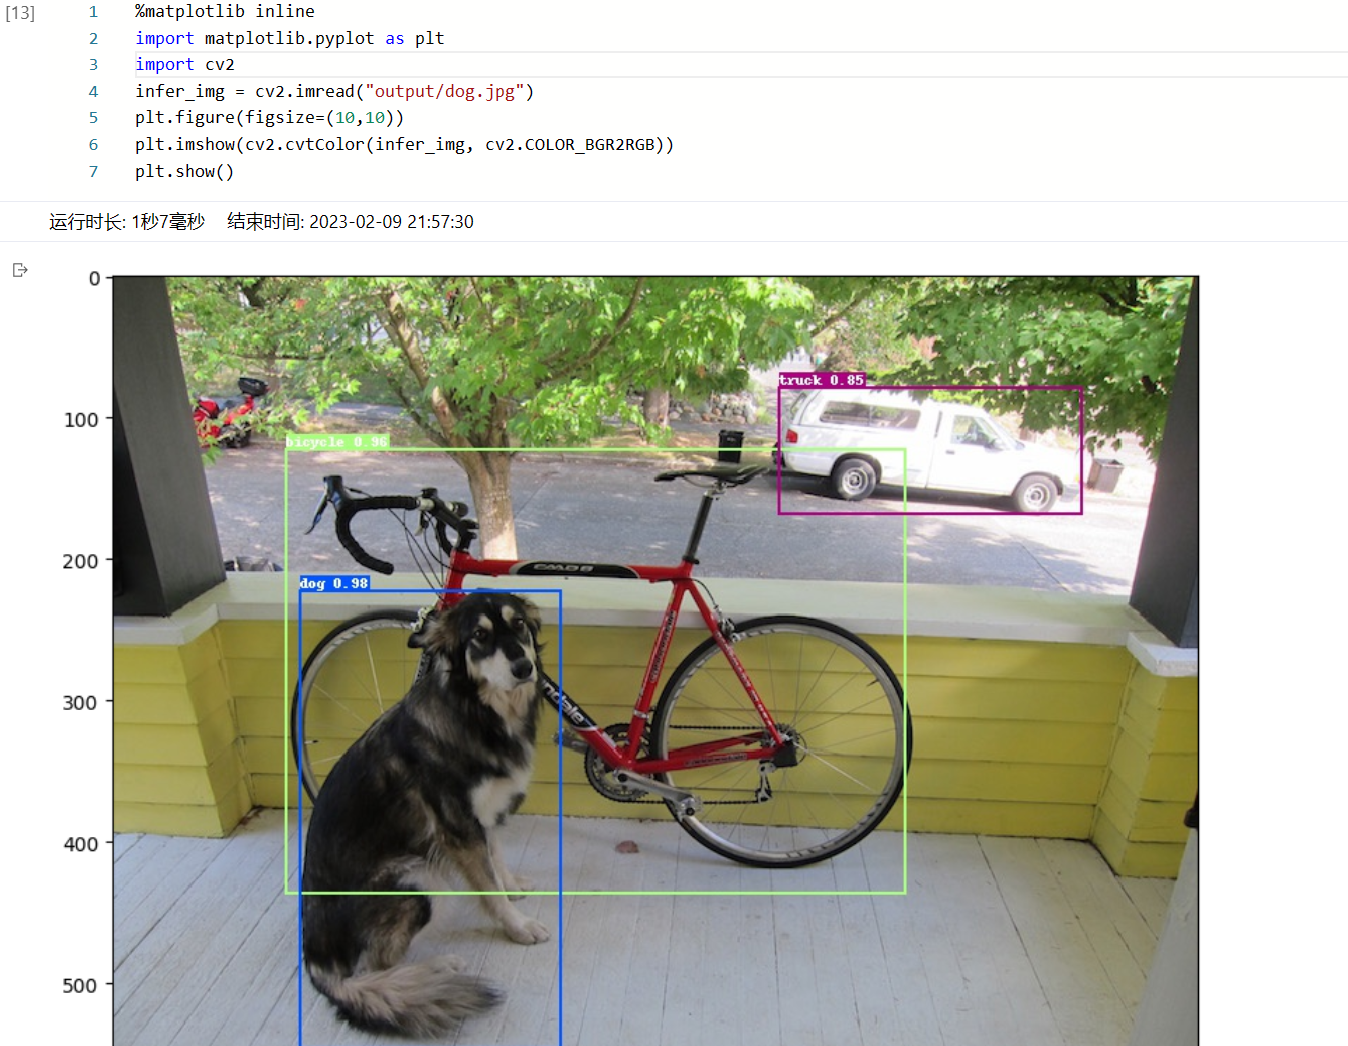 [13]
1 %matplotlib inline
2 import matplotlib.pyplot as plt
3 import cv2
4 infer_img = cv2.imread("output/dog.jpg")
5 plt.figure(figsize=(10,10))
6 plt.imshow(cv2.cvtColor(infer_img, cv2.COLOR_BGR2RGB))
7 plt.show()
运行时长: 1秒7毫秒 结束时间: 2023-02-09 21:57:30
0
truck 0.85
100
bicycle 0.96
200
CAAD8
dog 0.98
300
ndale
400
500